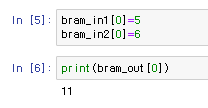 In [5]: bram_in1[0]=5
bram_in2[0]=6
In [6]: print(bram_out[0])
11